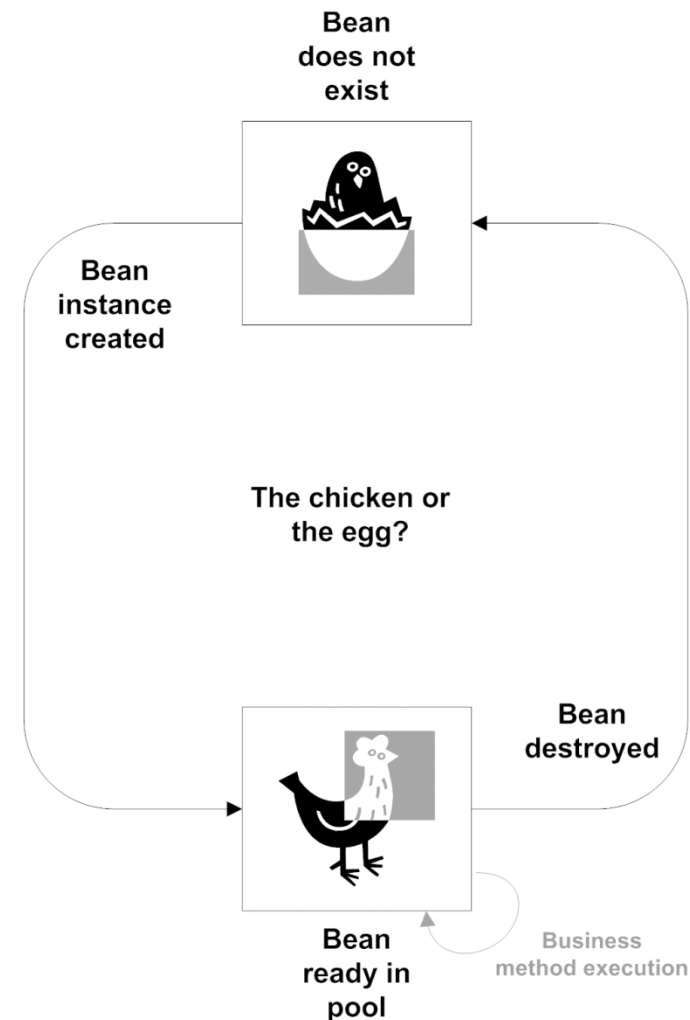 Bean
does not
exist
Bean
instance
created
The chicken or
the egg?
Bean
destroyed
Bean
ready in
pool
Business
method execution